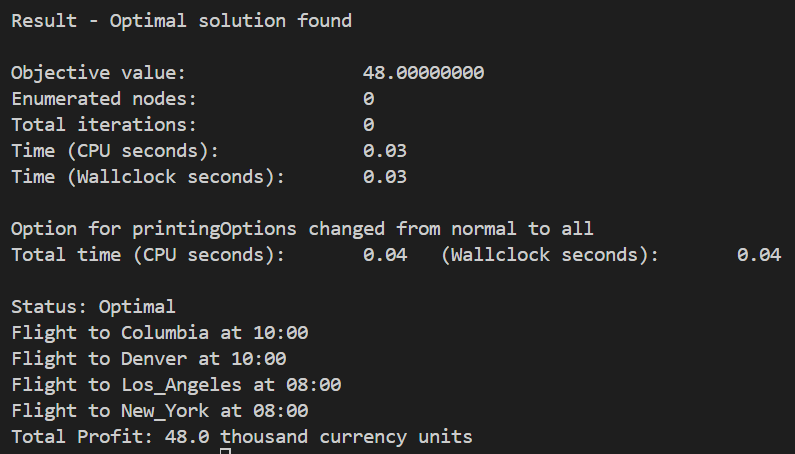 Result - Optimal solution found
Objective value: 48.00000000
Enumerated nodes: 0
Total iterations: 0
Time (CPU seconds): 0.03
Time (Wallclock seconds): 0.03
Option for printingOptions changed from normal to all
Total time (CPU seconds): 0.04 (Wallclock seconds): 0.04
Status: Optimal
Flight to Columbia at 10:00
Flight to Denver at 10:00
Flight to Los_Angeles at 08:00
Flight to New_York at 08:00
Total Profit: 48.0 thousand currency units